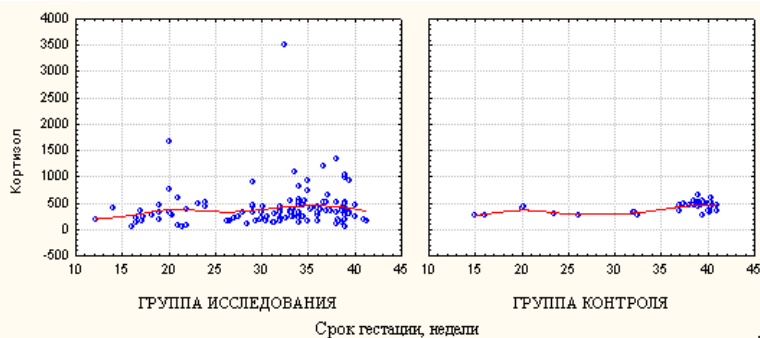 Кортизол
4000
3500
3000
2500
2000
1500
1000
500
0
-500
10 15 20 25 30 35 40 45
10 15 20 25 30 35 40 45
ГРУППА ИССЛЕДОВАНИЯ
ГРУППА КОНТРОЛЯ
Срок гестации, недели